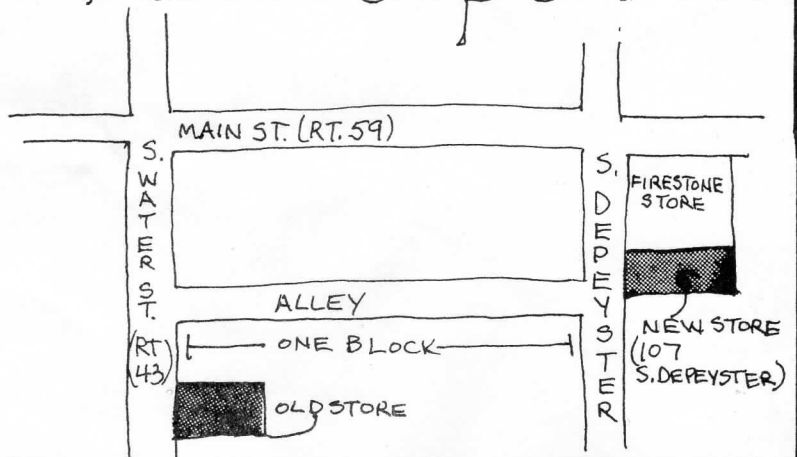 MAIN ST. (RT. 59)
S. WATER ST.
(RT 43)
S. DEPEYSTER
FIRESTONE
STORE
ALLEY
ONE BLOCK
NEW STORE
(107
S. DEPEYSTER)
OLD STORE